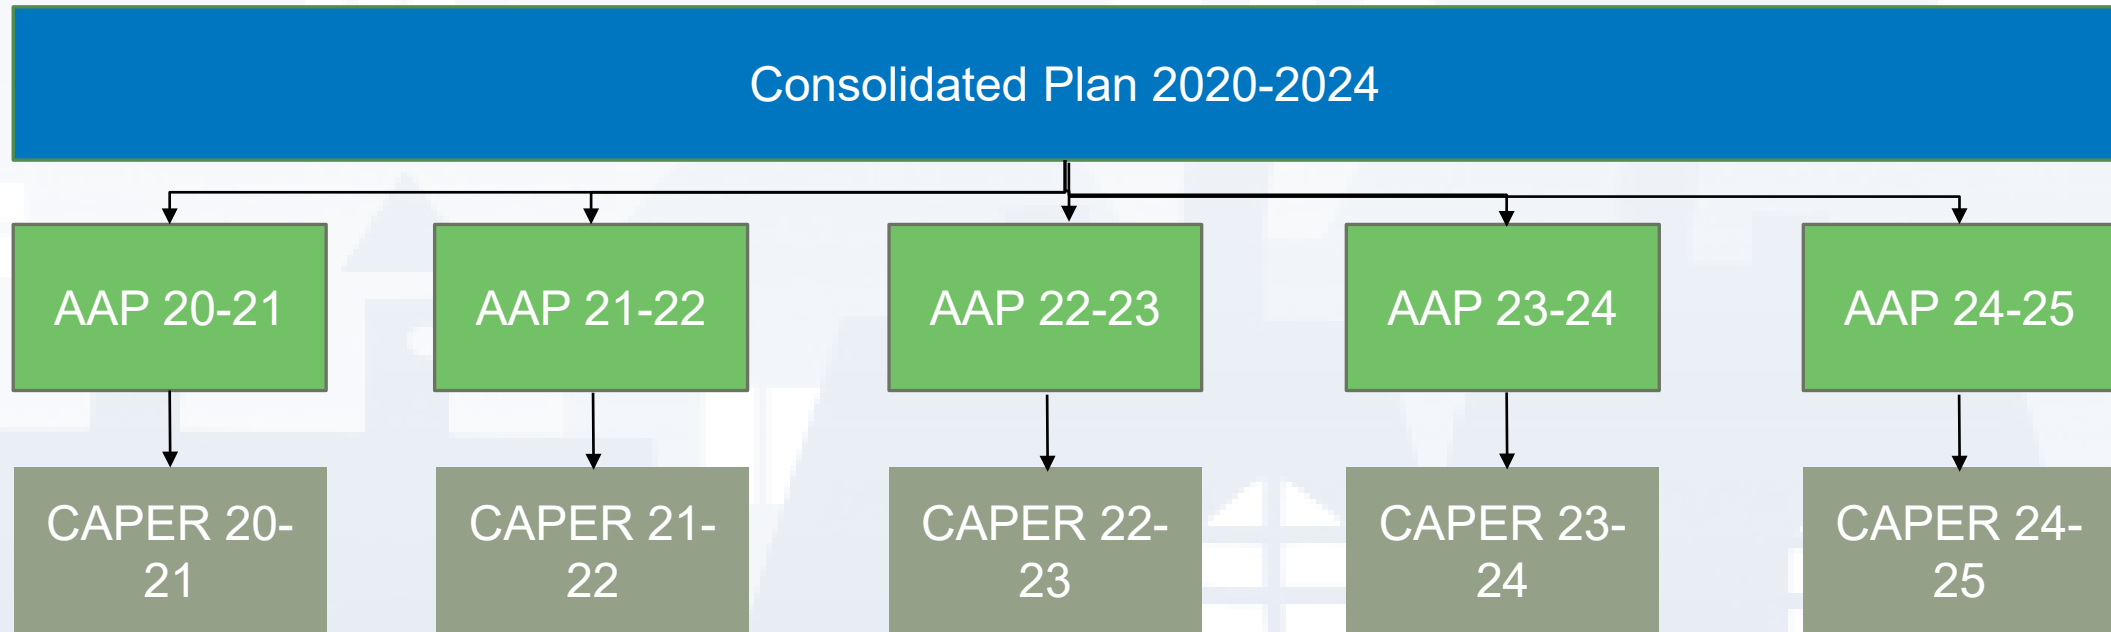 Consolidated Plan 2020-2024
AAP 20-21
AAP 21-22
AAP 22-23
AAP 23-24
AAP 24-25
CAPER 20-
21
CAPER 21-
22
CAPER 22-
23
CAPER 23-
24
CAPER 24-
25